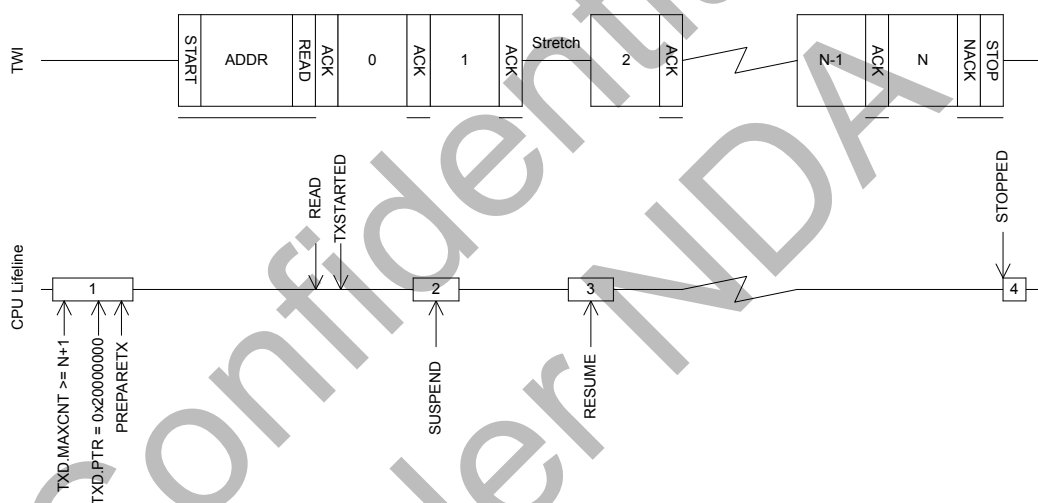 TWI
START
ADDR
READ
ACK
0
ACK
1
ACK
Stretch
2
ACK
N-1
ACK
N
NACK
STOP
READ
TXSTARTED
STOPPED
CPU Lifeline
1
2
3
4
TXD.MAXCNT >= N+1
TXD.PTR = 0x20000000
PREPARETX
SUSPEND
RESUME
Confidential
Under NDA